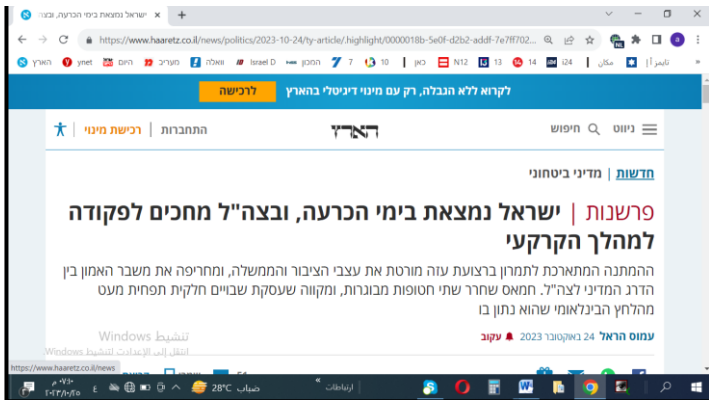 ישראל נמצאת בימי הכרעה, ובצה
https://www.haaretz.co.il/news/politics/2023-10-24/ty-article/.highlight/0000018b-5e0f-d2b2-addf-7e7ff702...
ynet היום מעריב וואלה Israel D המכון 7 10 כאן N12 13 14 i24 مكان تايمز أ
לקרוא ללא הגבלה, רק עם מינוי דיגיטלי בהארץ לרכישה
ניווט חיפוש הארץ התחברות | רכישת מינוי
חדשות | מדיני ביטחוני
פרשנות | ישראל נמצאת בימי הכרעה, ובצה"ל מחכים לפקודה
למהלך הקרקעי
ההמתנה המתארכת לתמרון ברצועת עזה מורטת את עצבי הציבור והממשלה, ומחריפה את משבר האמון בין
הדרג המדיני לצה"ל. חמאס שחרר שתי חטופות מבוגרות, ומקווה שעסקת שבויים חלקית תפחית מעט
מהלחץ הבינלאומי שהוא נתון בו
עמוס הראל 24 באוקטובר 2023 עקוב
تنشيط Windows
انتقل إلى الإعدادات لتنشيط Windows.
https://www.haaretz.co.il/news
ضباب 28°C ارتباطات